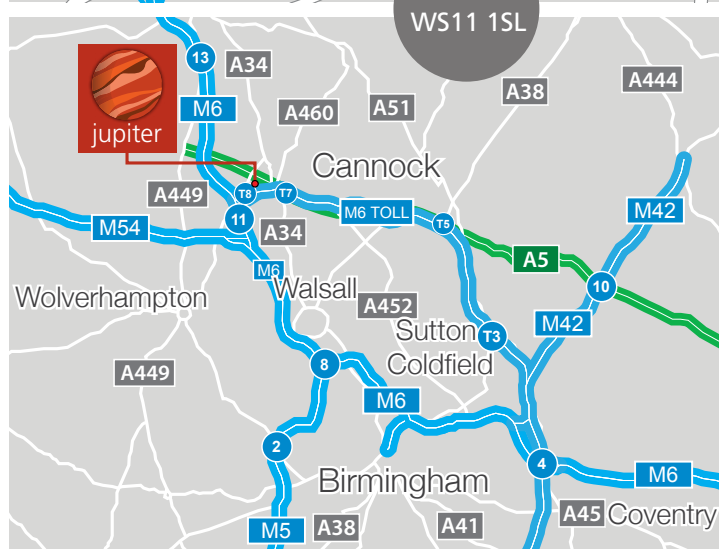 WS11 1SL
13
A34
A444
M6
A460
A51
A38
jupiter
Cannock
A449
T8
T7
M6 TOLL
M42
11
A34
T5
M54
M6
A5
10
Wolverhampton
Walsall
A452
M42
Sutton
Coldfield
T3
A449
8
M6
2
4
Birmingham
M6
M5
A38
A41
A45
Coventry